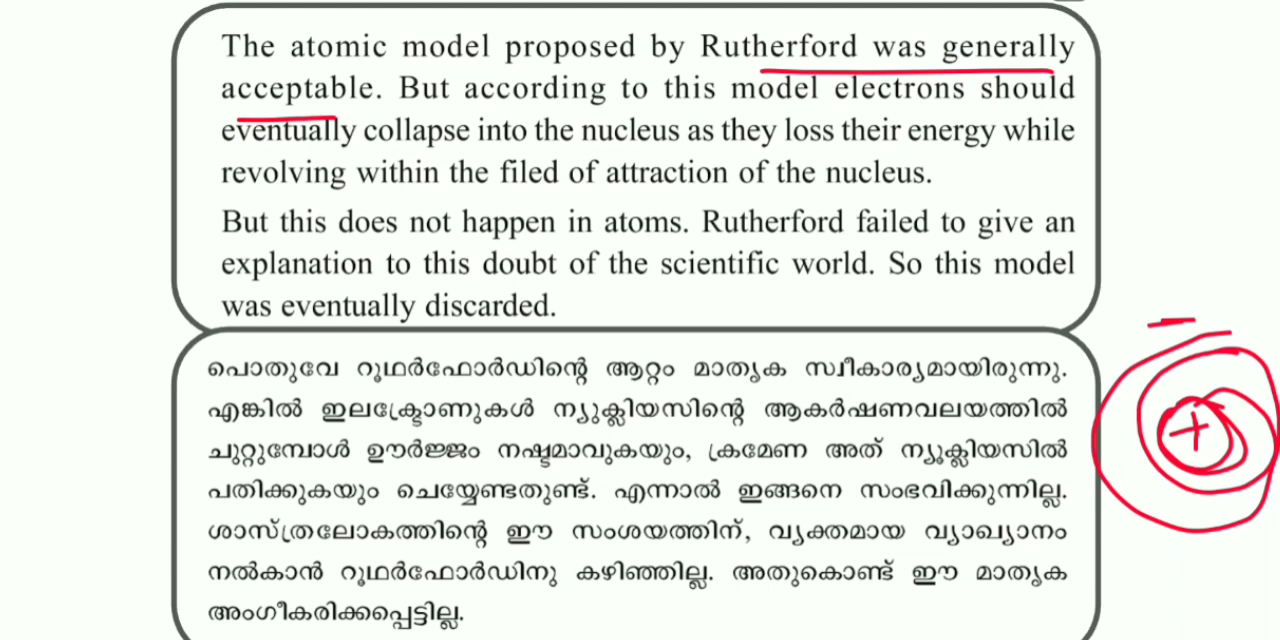 The atomic model proposed by Rutherford was generally
acceptable. But according to this model electrons should
eventually collapse into the nucleus as they loss their energy while
revolving within the filed of attraction of the nucleus.
But this does not happen in atoms. Rutherford failed to give an
explanation to this doubt of the scientific world. So this model
was eventually discarded.
പൊതുവേ റൂഥർഫോർഡിന്റെ ആറ്റം മാതൃക സ്വീകാര്യമായിരുന്നു.
എങ്കിൽ ഇലക്ട്രോണുകൾ ന്യുക്ലിയസിന്റെ ആകർഷണവലയത്തിൽ
ചുറ്റുമ്പോൾ ഊർജ്ജം നഷ്ടമാവുകയും, ക്രമേണ അത് ന്യൂക്ലിയസിൽ
പതിക്കുകയും ചെയ്യേണ്ടതുണ്ട്. എന്നാൽ ഇങ്ങനെ സംഭവിക്കുന്നില്ല.
ശാസ്ത്രലോകത്തിന്റെ ഈ സംശയത്തിന്, വ്യക്തമായ വ്യാഖ്യാനം
നൽകാൻ റൂഥർഫോർഡിനു കഴിഞ്ഞില്ല. അതുകൊണ്ട് ഈ മാതൃക
അംഗീകരിക്കപ്പെട്ടില്ല.
+